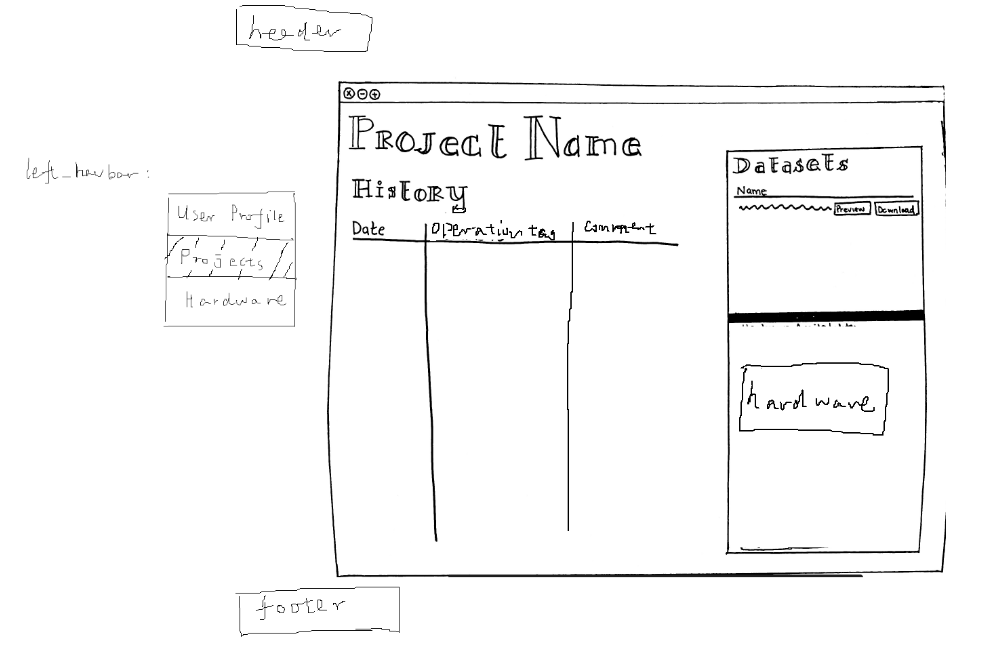 header
Project Name
left_navbar:
User Profile
Projects
Hardware
History
Date Operation tag Comment
Datasets
Name
Preview Download
hardware
footer